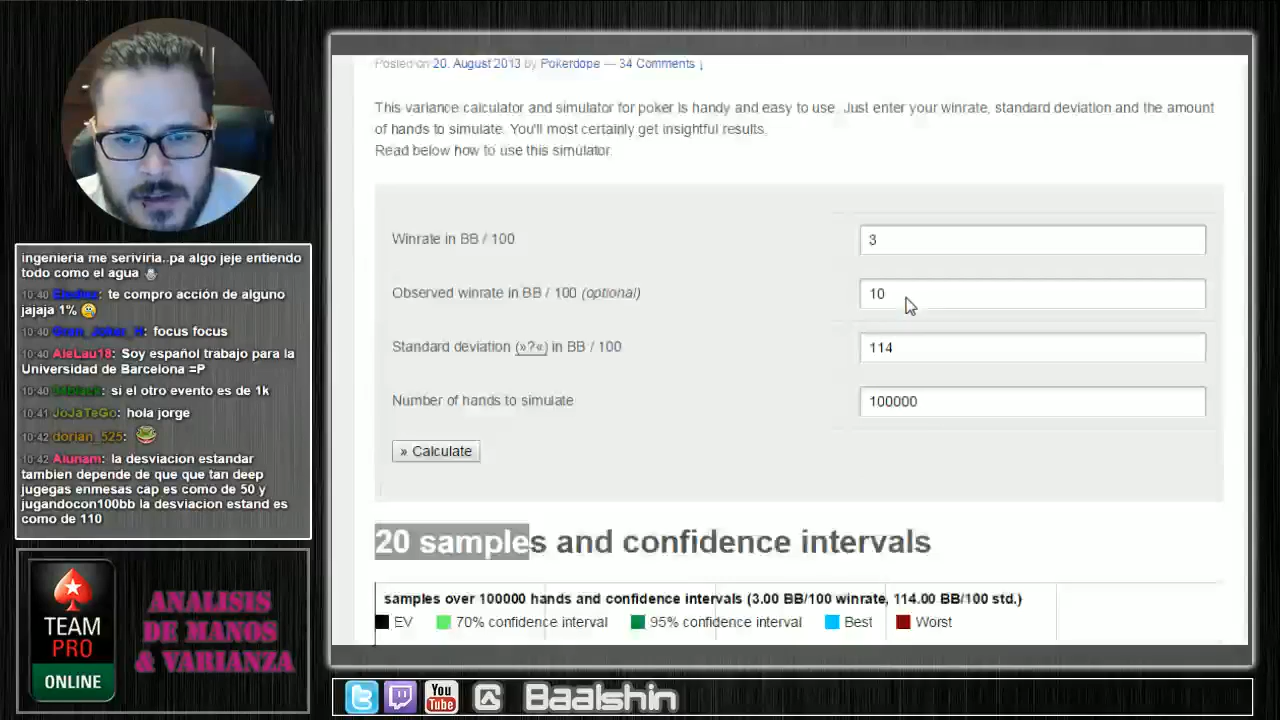 Posted on 20. August 2013 by Pokerdope — 34 Comments ↓
This variance calculator and simulator for poker is handy and easy to use. Just enter your winrate, standard deviation and the amount
of hands to simulate. You'll most certainly get insightful results.
Read below how to use this simulator.
Winrate in BB / 100
3
Observed winrate in BB / 100 (optional)
10
Standard deviation (»?«) in BB / 100
114
Number of hands to simulate
100000
» Calculate
20 samples and confidence intervals
samples over 100000 hands and confidence intervals (3.00 BB/100 winrate, 114.00 BB/100 std.)
EV 70% confidence interval 95% confidence interval Best Worst
ingenieria me seriviria..pa algo jeje entiendo
todo como el agua
10:40 : te compro acción de alguno
jajaja 1%
10:40 : focus focus
10:40 AleLau18: Soy español trabajo para la
Universidad de Barcelona =P
10:40 : si el otro evento es de 1k
10:41 JoJaTeGo: hola jorge
10:42 dorian_525:
10:42 Alunam: la desviacion estandar
tambien depende de que que tan deep
jugegas enmesas cap es como de 50 y
jugandocon100bb la desviacion estand es
como de 110
TEAM
PRO
ONLINE
ANALISIS
DE MANOS
& VARIANZA
You
Tube
Baalshin